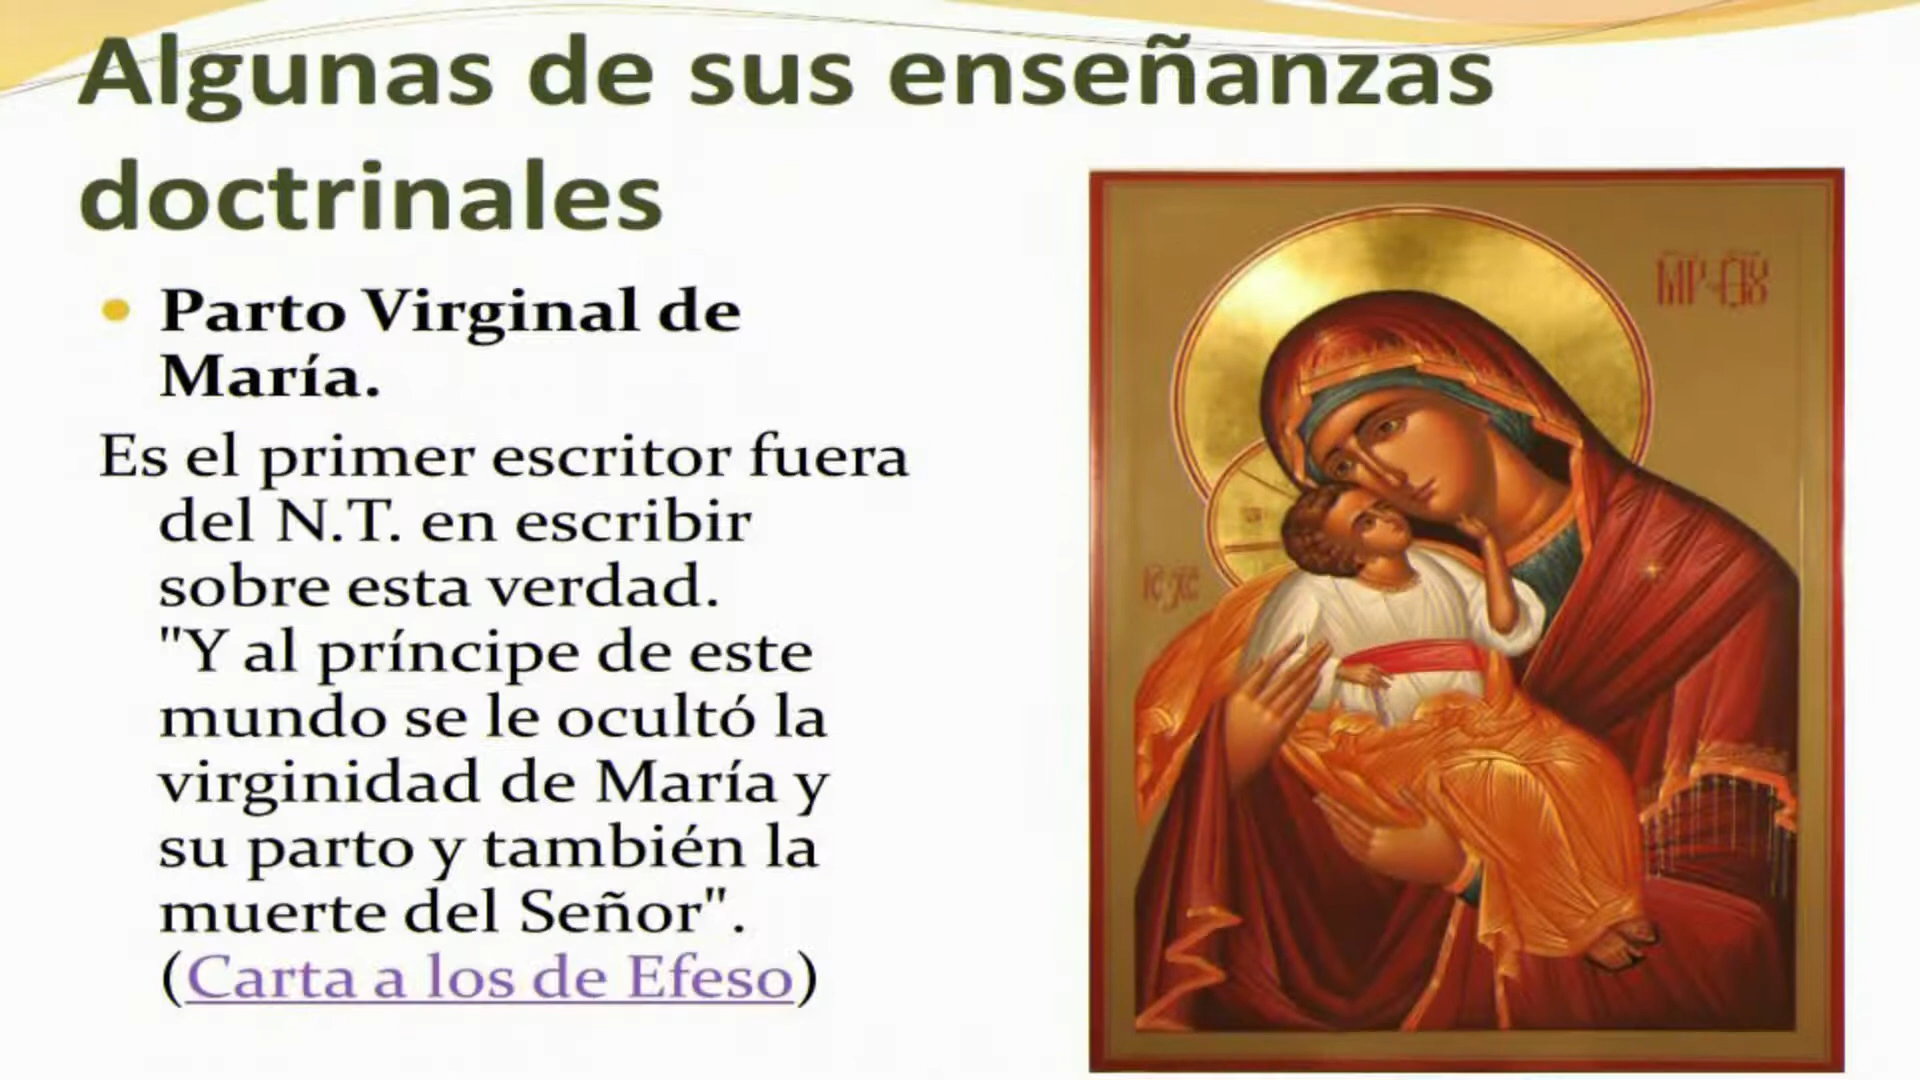 Algunas de sus enseñanzas
doctrinales
Parto Virginal de
María.
Es el primer escritor fuera
del N.T. en escribir
sobre esta verdad.
"Y al príncipe de este
mundo se le ocultó la
virginidad de María y
su parto y también la
muerte del Señor".
(Carta a los de Efeso)